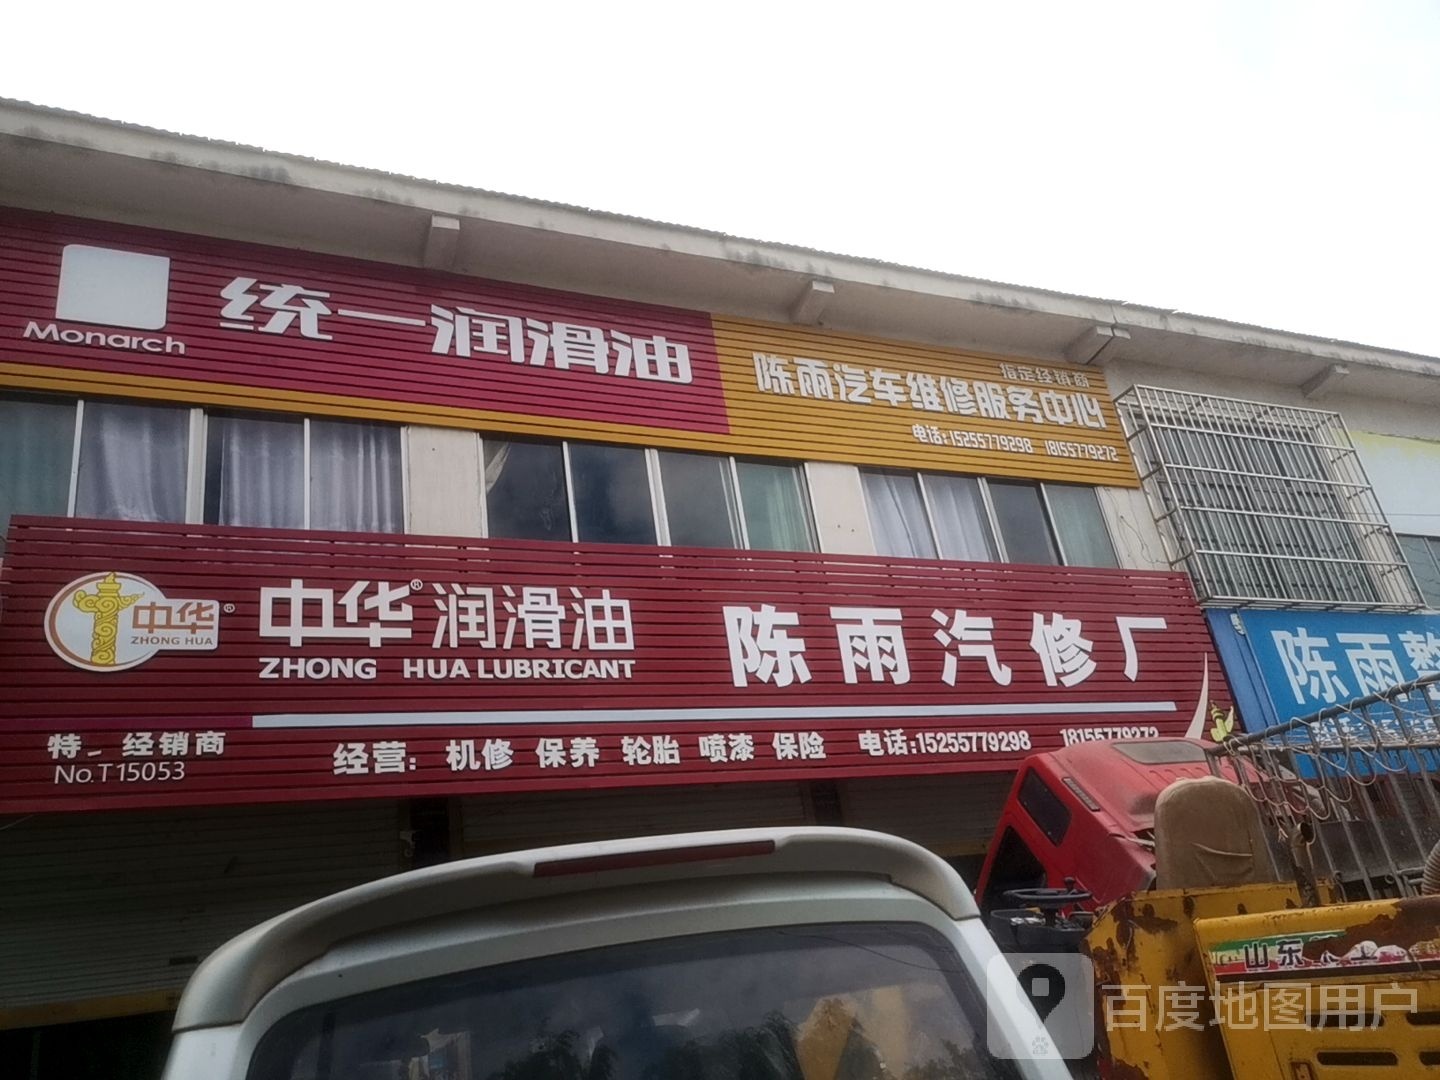 Monarch
统一润滑油
指定经销商
陈雨汽车维修服务中心
电话:15255779298 18155779272
中华®
ZHONG HUA
中华®润滑油
ZHONG HUA LUBRICANT
陈雨汽修厂
特 经销商
No.T15053
经营: 机修 保养 轮胎 喷漆 保险 电话:15255779298 18155779272
陈雨整
山东
百度地图用户